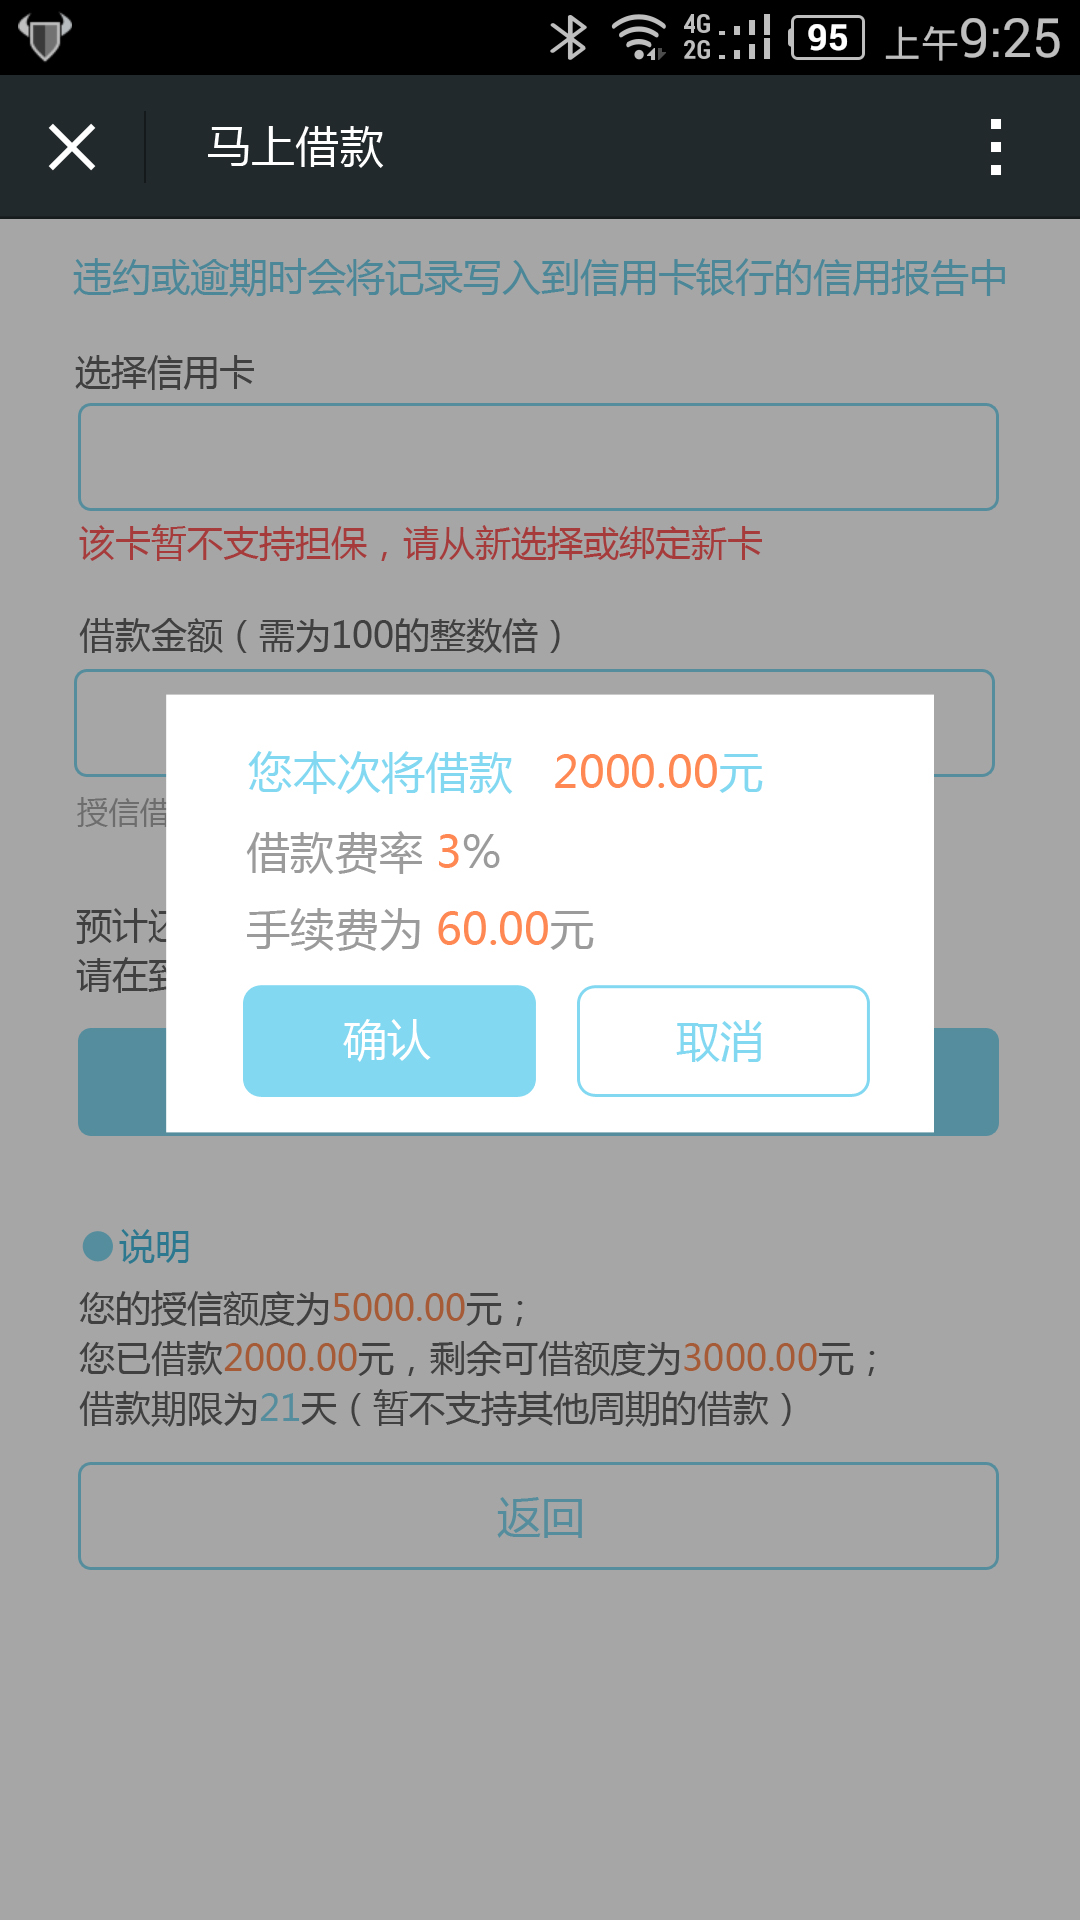 4G
2G
95
上午9:25
马上借款
违约或逾期时会将记录写入到信用卡银行的信用报告中
选择信用卡
该卡暂不支持担保，请从新选择或绑定新卡
借款金额（需为100的整数倍）
授信借
您本次将借款 2000.00元
借款费率 3%
预计还
手续费为 60.00元
请在到
确认 取消
说明
您的授信额度为5000.00元；
您已借款2000.00元，剩余可借额度为3000.00元；
借款期限为21天（暂不支持其他周期的借款）
返回